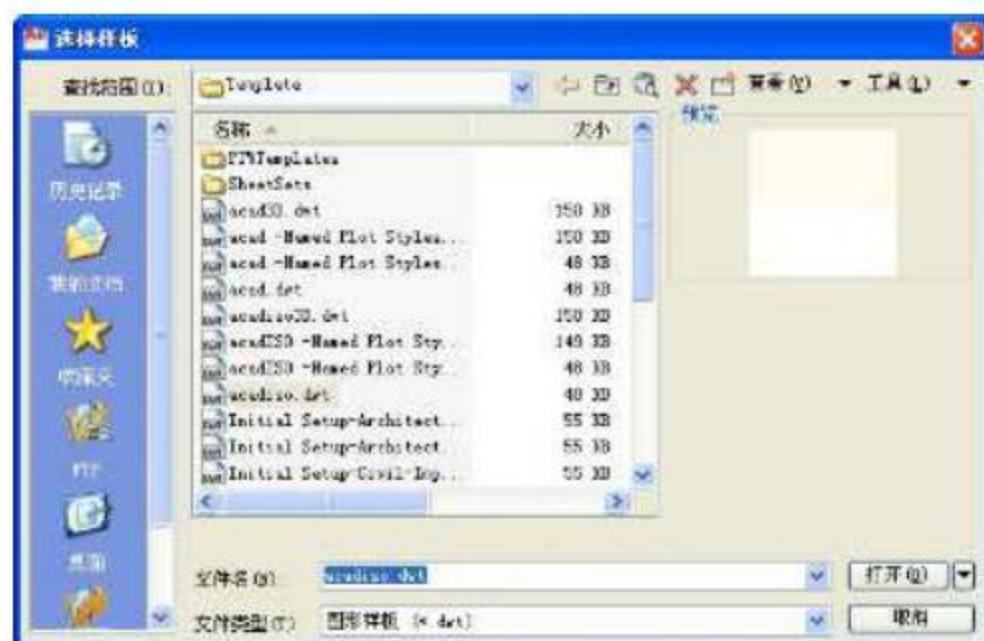 选择样板
查找范围(I):
Template
查看(V)
工具(L)
历史记录
我的文档
收藏夹
FTP
桌面
名称
大小
PTWTemplates
SheetSets
acad3D.dwt 150 KB
acad -Named Plot Styles... 150 KB
acad -Named Plot Styles... 48 KB
acad.dwt 48 KB
acadiso3D.dwt 150 KB
acadISO -Named Plot Sty... 149 KB
acadISO -Named Plot Sty... 48 KB
acadiso.dwt 48 KB
Initial Setup-Architect... 55 KB
Initial Setup-Architect... 55 KB
Initial Setup-Civil-Ing... 55 KB
预览
文件名(N): acadiso.dwt
打开(O)
文件类型(T): 图形样板 (*.dwt)
取消